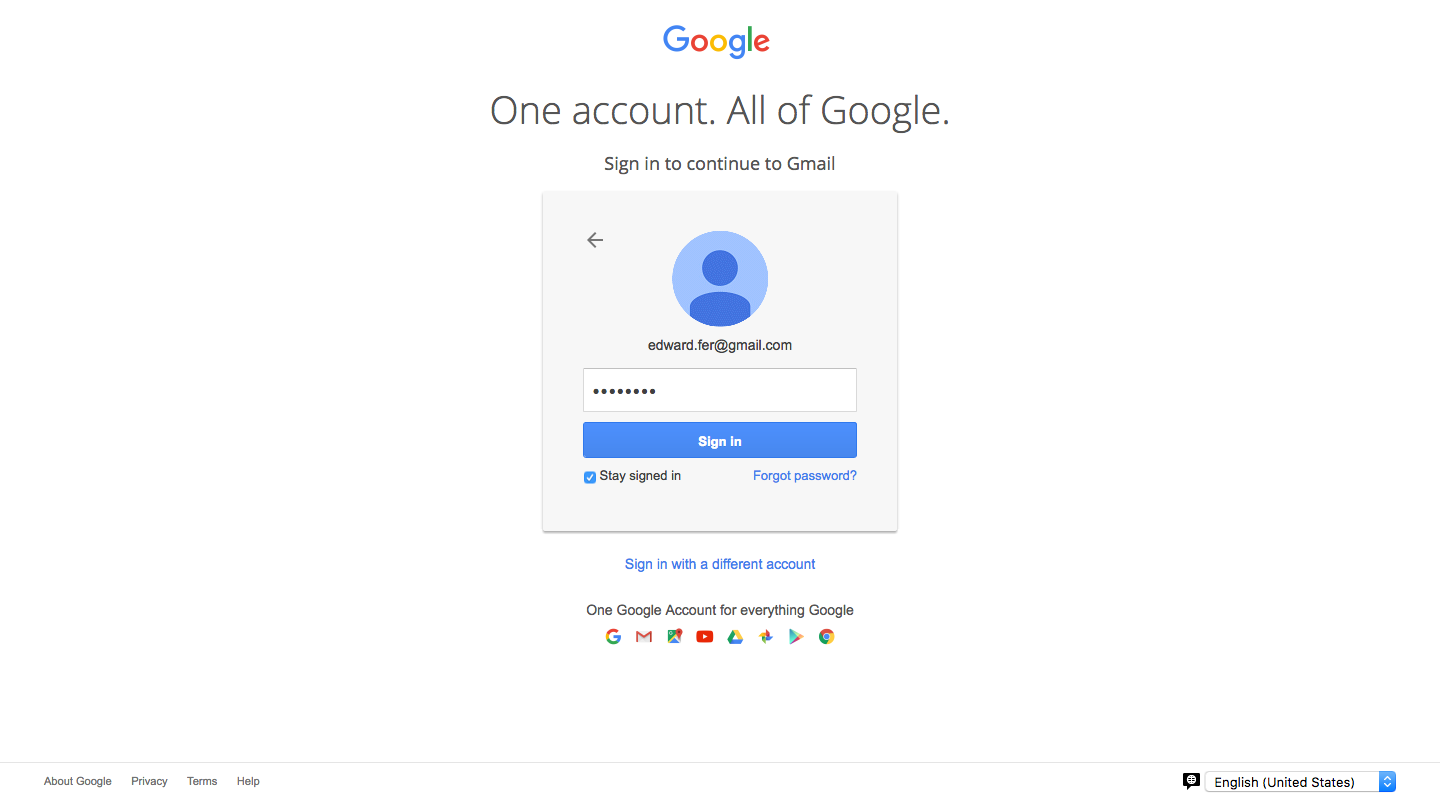 Google
One account. All of Google.
Sign in to continue to Gmail
edward.fer@gmail.com
••••••••
Sign in
Stay signed in Forgot password?
Sign in with a different account
One Google Account for everything Google
About Google Privacy Terms Help English (United States)